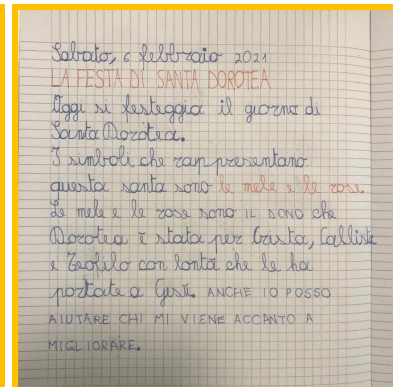 Sabato, 6 febbraio 2021
LA FESTA DI SANTA DOROTEA
Oggi si festeggia il giorno di
Santa Dorotea.
I simboli che rappresentano
questa santa sono le mele e le rose.
Le mele e le rose sono IL DONO che
Dorotea è stata per Crista, Callista
e Teofilo con bontà che le ha
portate a Gesù. ANCHE IO POSSO
AIUTARE CHI MI VIENE ACCANTO A
MIGLIORARE.